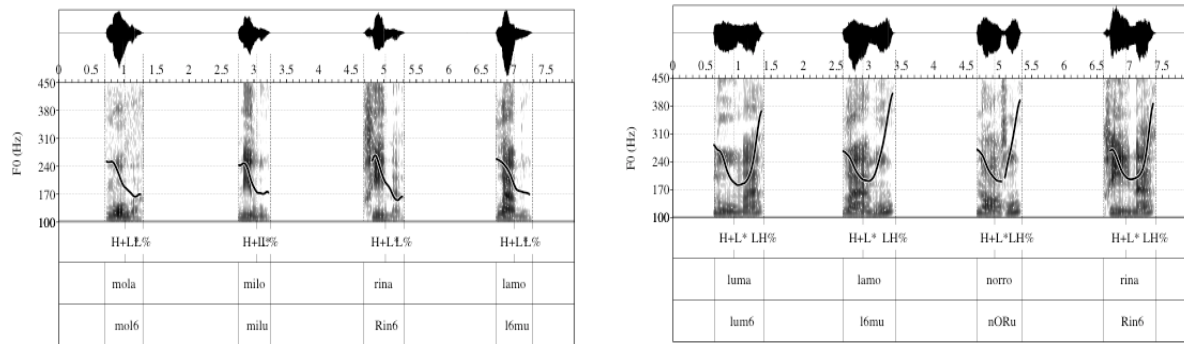 0 0.5 1 1.5 2 2.5 3 3.5 4 4.5 5 5.5 6 6.5 7 7.5
450
380
310
240
170
100
F0 (Hz)
mola milo rina lamo
mol6 milu Rin6 l6mu
0 0.5 1 1.5 2 2.5 3 3.5 4 4.5 5 5.5 6 6.5 7 7.5
450
380
310
240
170
100
F0 (Hz)
H+L* LH% H+L* LH% H+L*LH% H+L* LH%
luma lamo norro rina
lum6 l6mu nORu Rin6